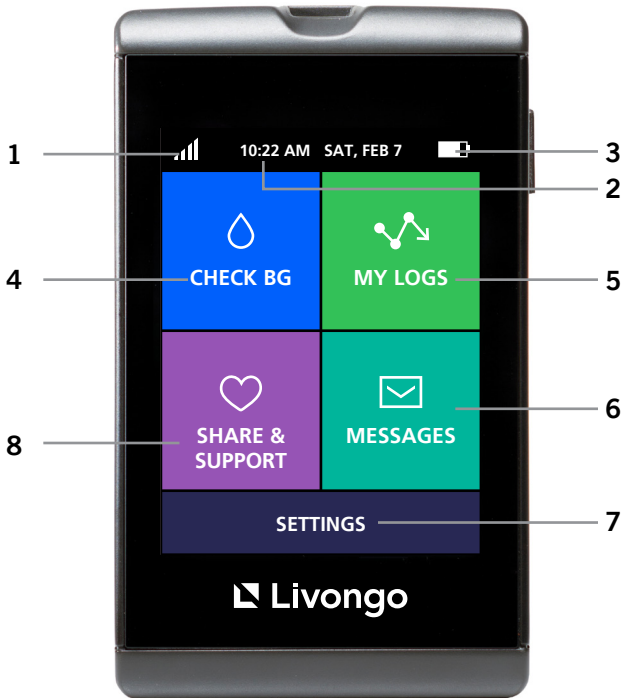 1
10:22 AM SAT, FEB 7
3
2
4
CHECK BG
MY LOGS
5
SHARE &
SUPPORT
MESSAGES
6
8
SETTINGS
7
Livongo